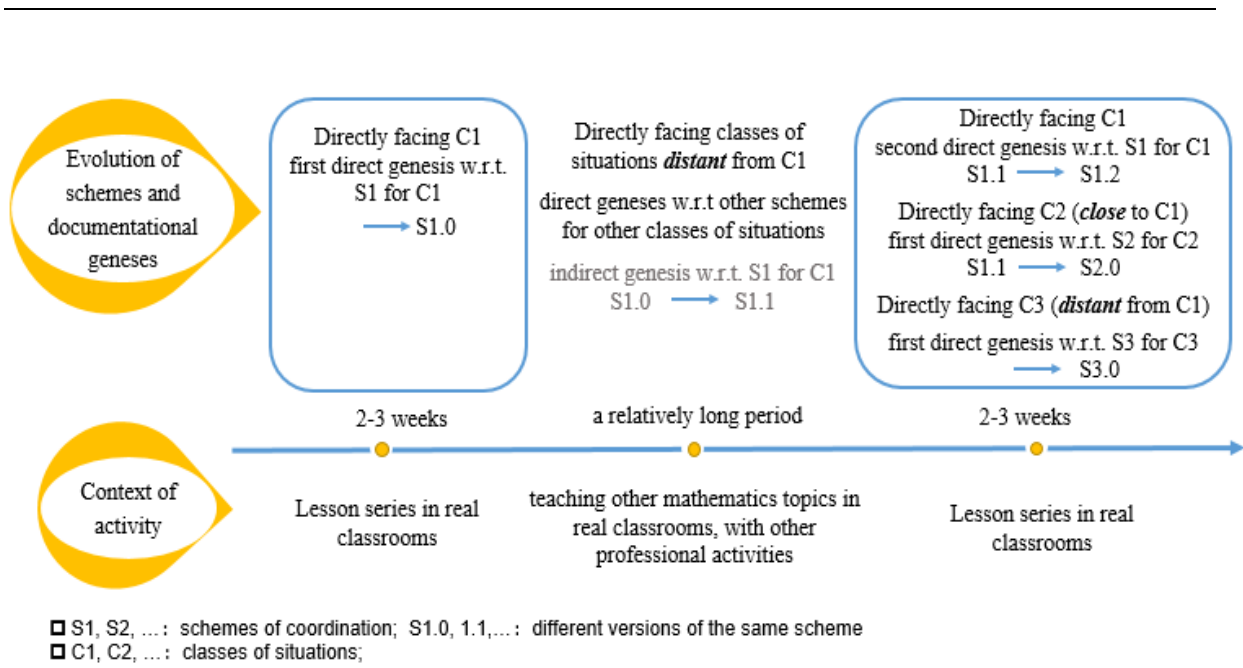 Evolution of
schemes and
documentational
geneses
Directly facing C1
first direct genesis w.r.t.
S1 for C1
S1.0
Directly facing classes of
situations distant from C1
direct geneses w.r.t other schemes
for other classes of situations
indirect genesis w.r.t. S1 for C1
S1.0 S1.1
Directly facing C1
second direct genesis w.r.t. S1 for C1
S1.1 S1.2
Directly facing C2 (close to C1)
first direct genesis w.r.t. S2 for C2
S1.1 S2.0
Directly facing C3 (distant from C1)
first direct genesis w.r.t. S3 for C3
S3.0
2-3 weeks
a relatively long period
2-3 weeks
Context of
activity
Lesson series in real
classrooms
teaching other mathematics topics in
real classrooms, with other
professional activities
Lesson series in real
classrooms
S1, S2, …: schemes of coordination; S1.0, 1.1,…: different versions of the same scheme
C1, C2, …: classes of situations;